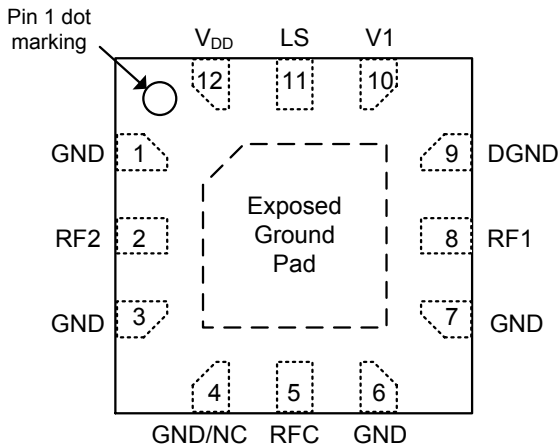 Pin 1 dot
marking
V_DD LS V1
12 11 10
GND 1 9 DGND
Exposed
RF2 2 Ground 8 RF1
Pad
GND 3 7 GND
4 5 6
GND/NC RFC GND